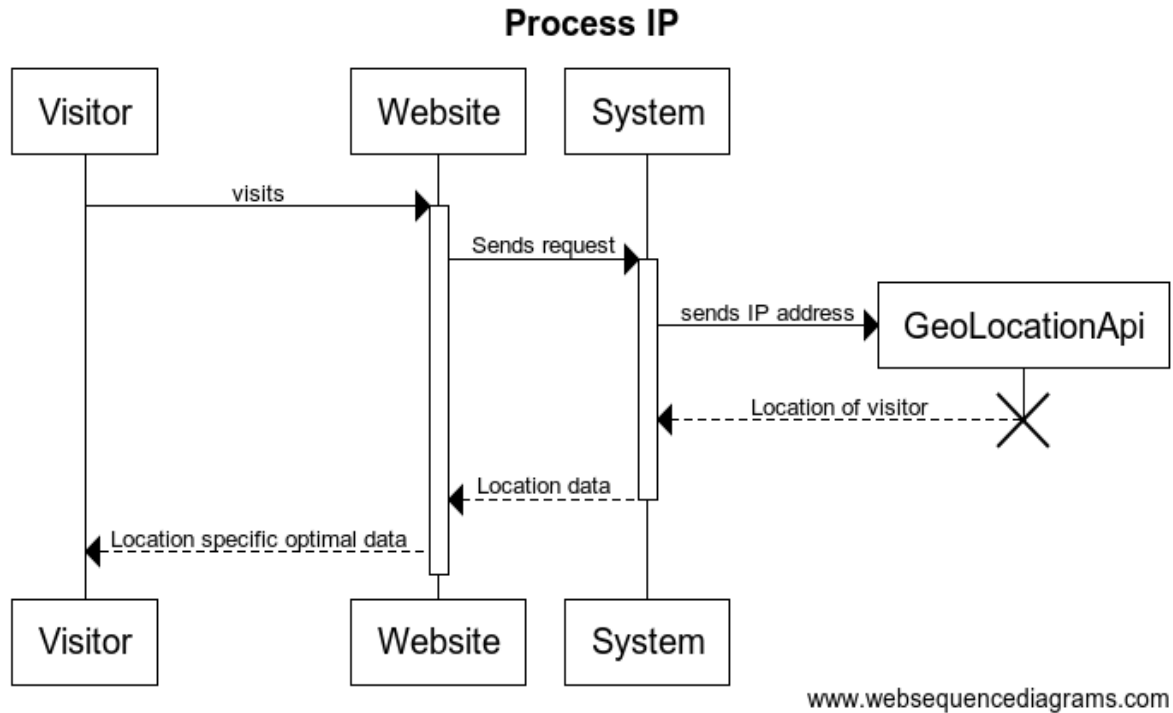 Process IP
Visitor
Website
System
visits
Sends request
sends IP address
GeoLocationApi
Location of visitor
Location data
Location specific optimal data
Visitor
Website
System
www.websequencediagrams.com